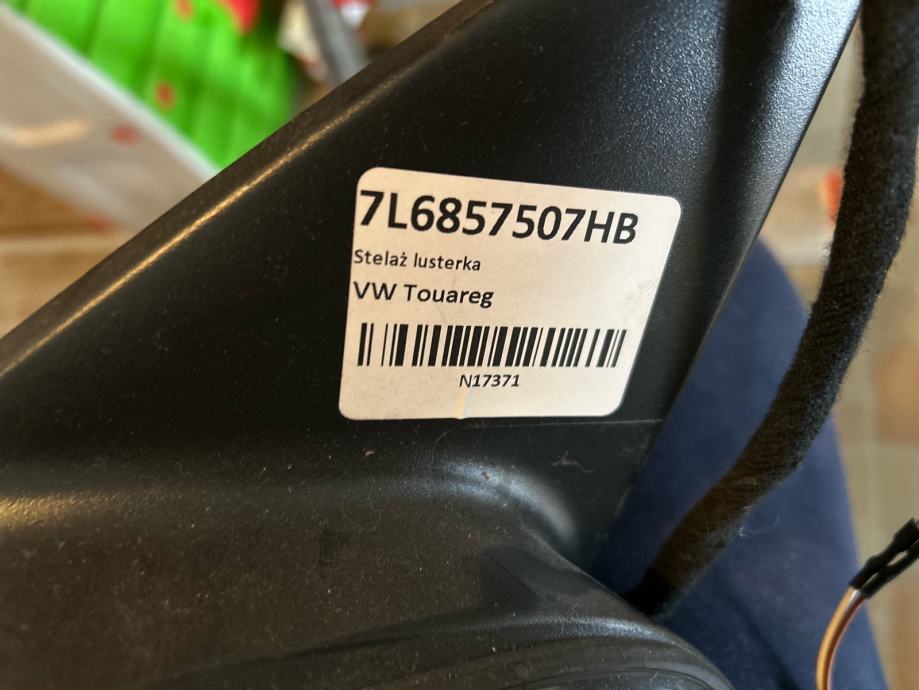 7L6857507HB
Stelaż lusterka
VW Touareg
N17371